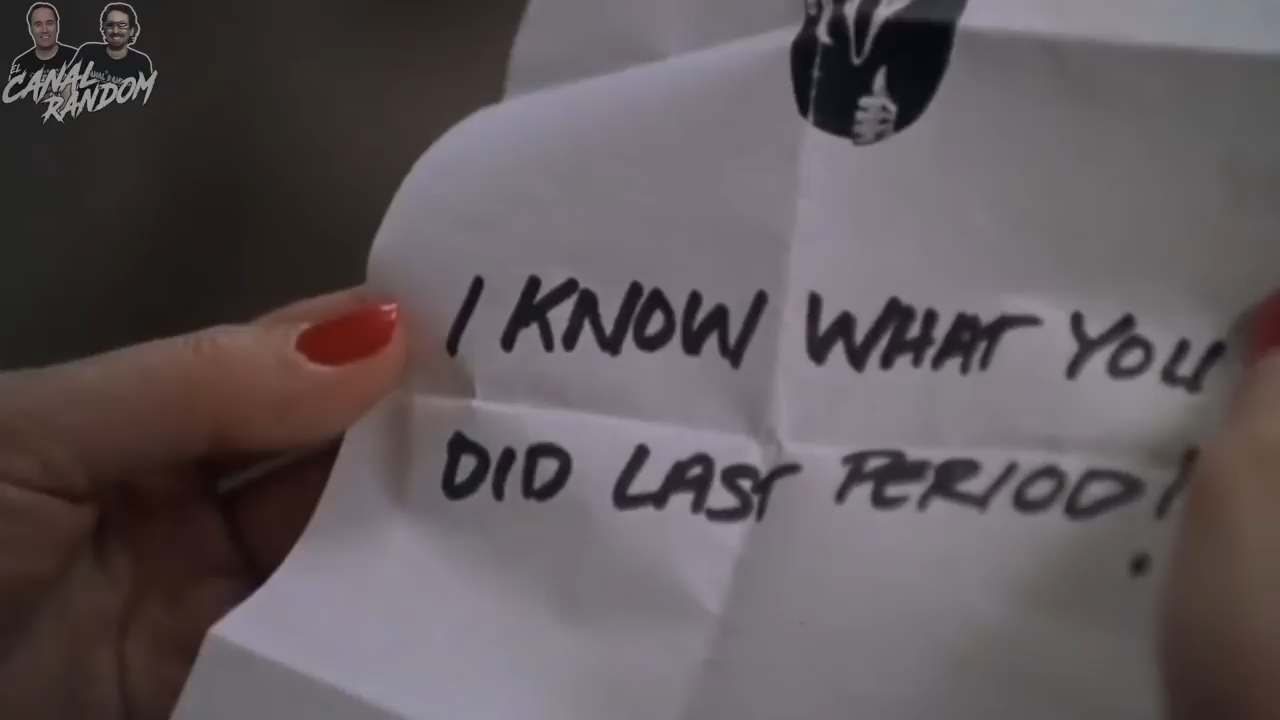 EL
CANAL
RANDOM
I KNOW WHAT YOU
DID LAST PERIOD!